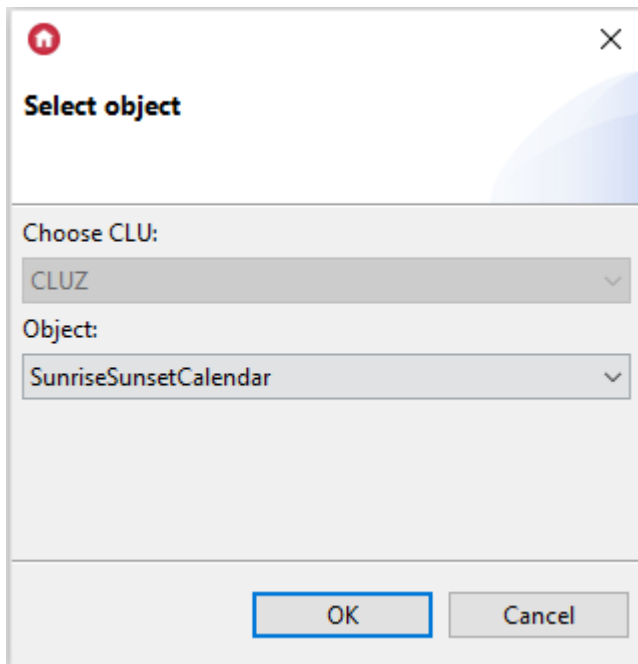 Select object
Choose CLU:
CLUZ
Object:
SunriseSunsetCalendar
OK Cancel